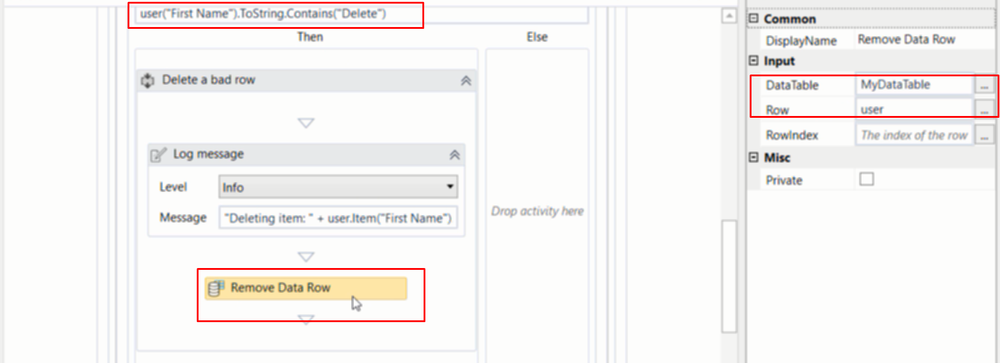 user("First Name").ToString.Contains("Delete")
Then
Else
Delete a bad row
Log message
Level
Info
Message
"Deleting item: " + user.Item("First Name")
Drop activity here
Remove Data Row
Common
DisplayName
Remove Data Row
Input
DataTable
MyDataTable
...
Row
user
...
RowIndex
The index of the row
...
Misc
Private